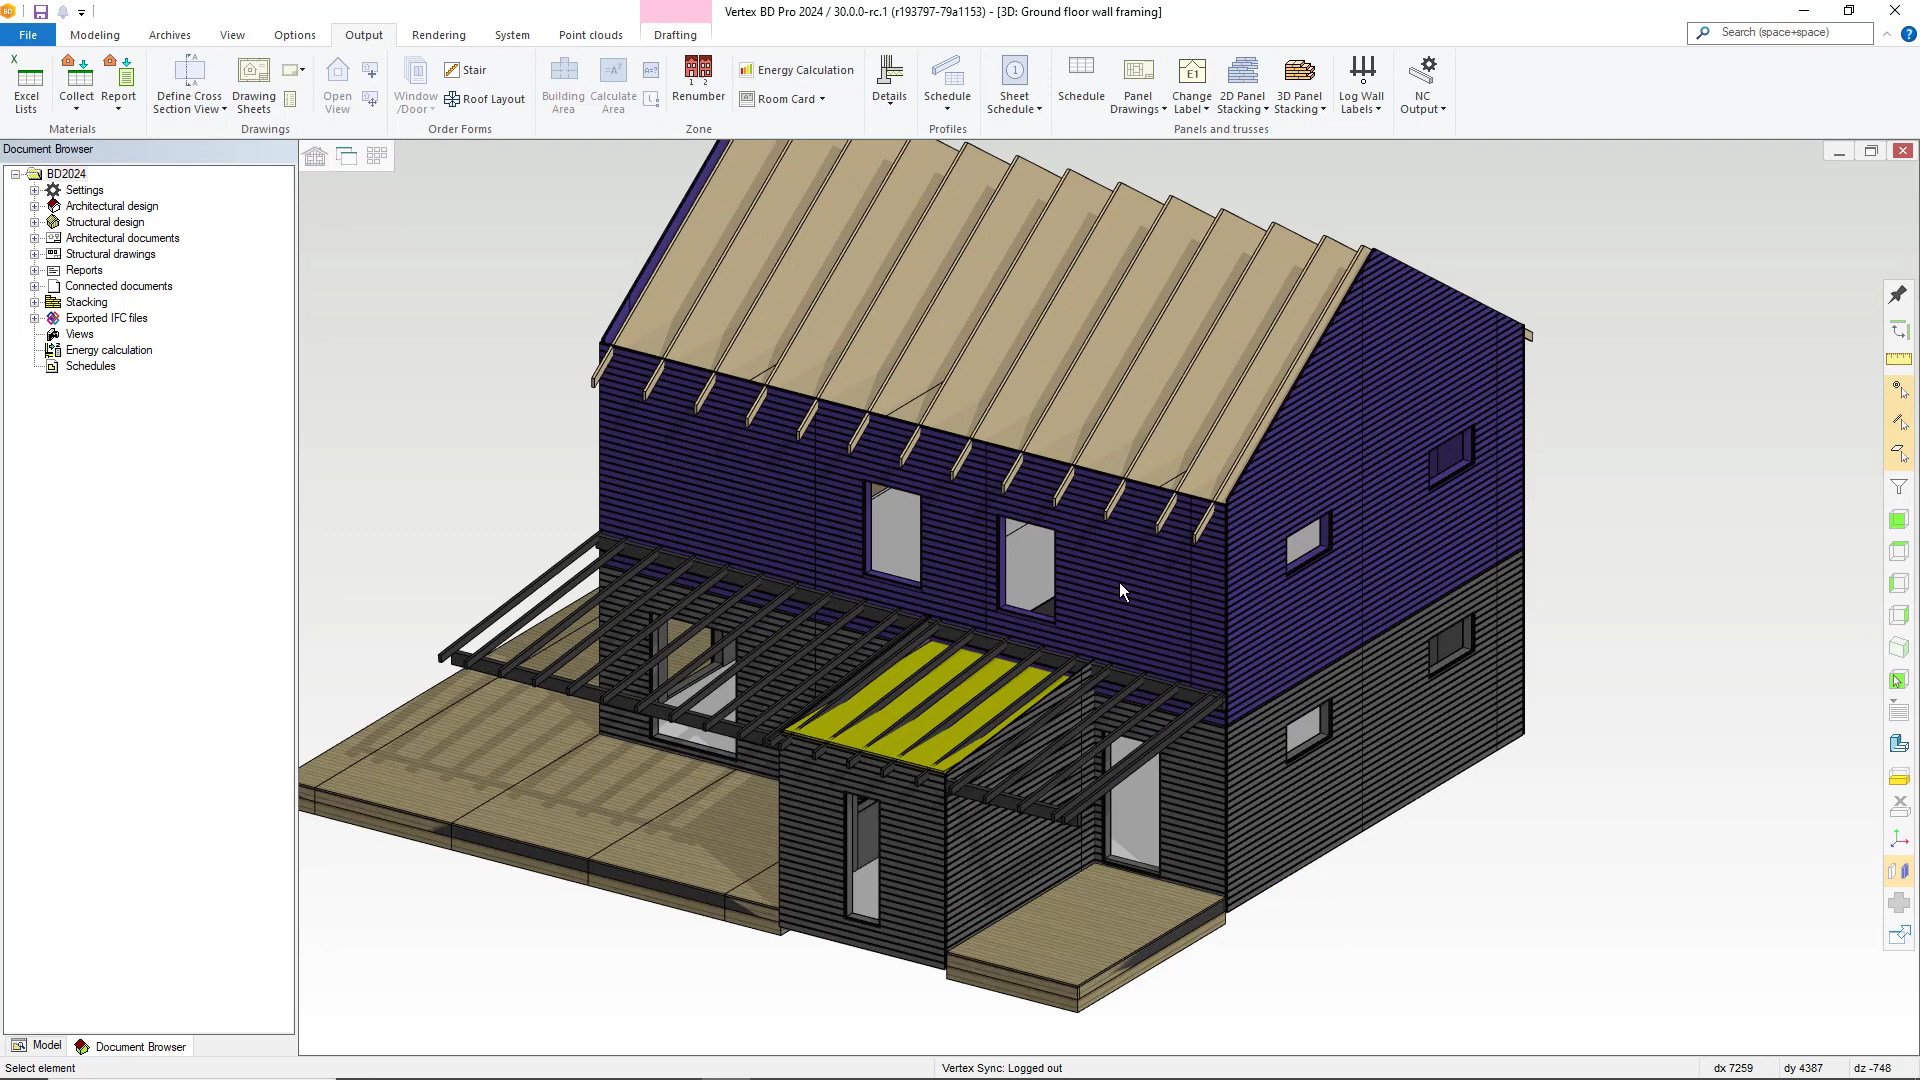 BD
Vertex BD Pro 2024 / 30.0.0-rc.1 (r193797-79a1153) - [3D: Ground floor wall framing]
File Modeling Archives View Options Output Rendering System Point clouds Drafting
Search (space+space)
?
Excel Lists
Collect
Report
Materials
Define Cross Section View
Drawing Sheets
Drawings
Open View
Window /Door
Stair
Roof Layout
Order Forms
Building Area
Calculate Area
Renumber
Energy Calculation
Room Card
Zone
Details
Schedule
Profiles
Sheet Schedule
Schedule
Panel Drawings
Change Label
2D Panel Stacking
3D Panel Stacking
Log Wall Labels
NC Output
Panels and trusses
Document Browser
BD2024
Settings
Architectural design
Structural design
Architectural documents
Structural drawings
Reports
Connected documents
Stacking
Exported IFC files
Views
Energy calculation
Schedules
Model
Document Browser
Select element
Vertex Sync: Logged out
dx 7259
dy 4387
dz -748